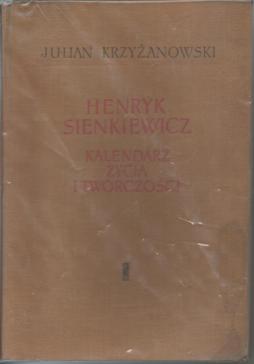 JULIAN KRZYŻANOWSKI
HENRYK
SIENKIEWICZ
KALENDARZ
ŻYCIA
I TWÓRCZOŚCI